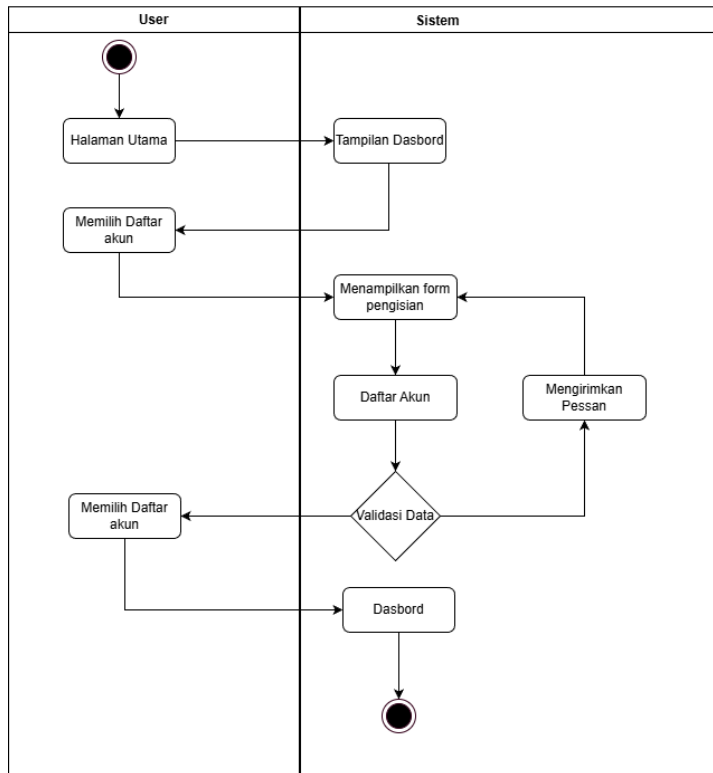 User
Sistem
Halaman Utama
Tampilan Dasbord
Memilih Daftar
akun
Menampilkan form
pengisian
Daftar Akun
Mengirimkan
Pessan
Memilih Daftar
akun
Validasi Data
Dasbord